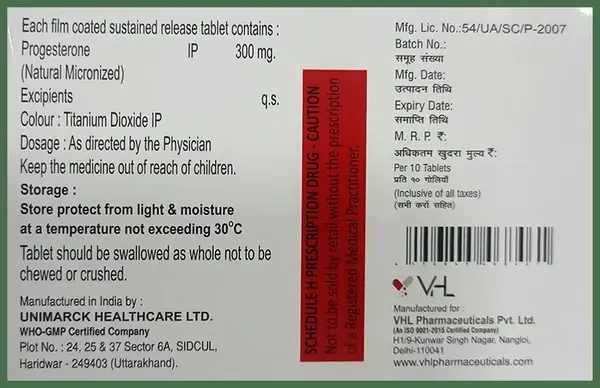 Each film coated sustained release tablet contains :
Progesterone IP 300 mg.
(Natural Micronized)
Excipients q.s.
Colour : Titanium Dioxide IP
Dosage : As directed by the Physician
Keep the medicine out of reach of children.
Storage :
Store protect from light & moisture
at a temperature not exceeding 30°C
Tablet should be swallowed as whole not to be
chewed or crushed.
Manufactured in India by :
UNIMARCK HEALTHCARE LTD.
WHO-GMP Certified Company
Plot No. : 24, 25 & 37 Sector 6A, SIDCUL,
Haridwar - 249403 (Uttarakhand).
SCHEDULE H PRESCRIPTION DRUG - CAUTION
Not to be sold by retail without the prescription
of a Registered Medical Practitioner.
Mfg. Lic. No.:54/UA/SC/P-2007
Batch No.:
समूह संख्या
Mfg. Date:
उत्पादन तिथि
Expiry Date:
समाप्ति तिथि
M. R. P. ₹:
अधिकतम खुदरा मुल्य ₹:
Per 10 Tablets
प्रति १० गोलियाँ
(Inclusive of all taxes)
(सभी करों सहित)
VHL
Manufactured for :
VHL Pharmaceuticals Pvt. Ltd.
(An ISO 9001-2015 Certified Company)
H1/9-Kunwar Singh Nagar, Nangloi,
Delhi-110041
www.vhlpharmaceuticals.com